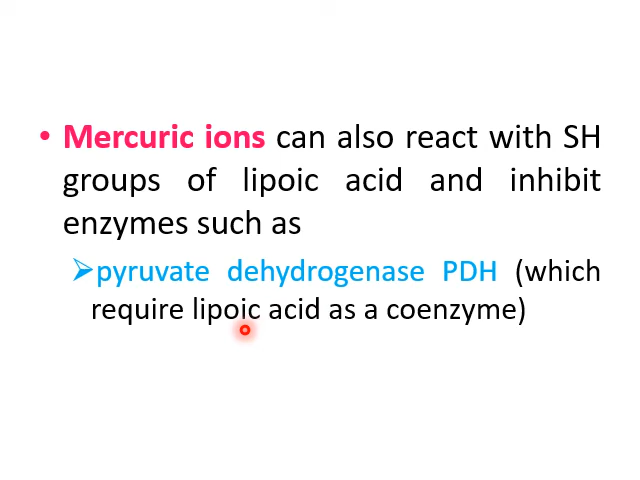 • Mercuric ions can also react with SH
groups of lipoic acid and inhibit
enzymes such as
➢pyruvate dehydrogenase PDH (which
require lipoic acid as a coenzyme)